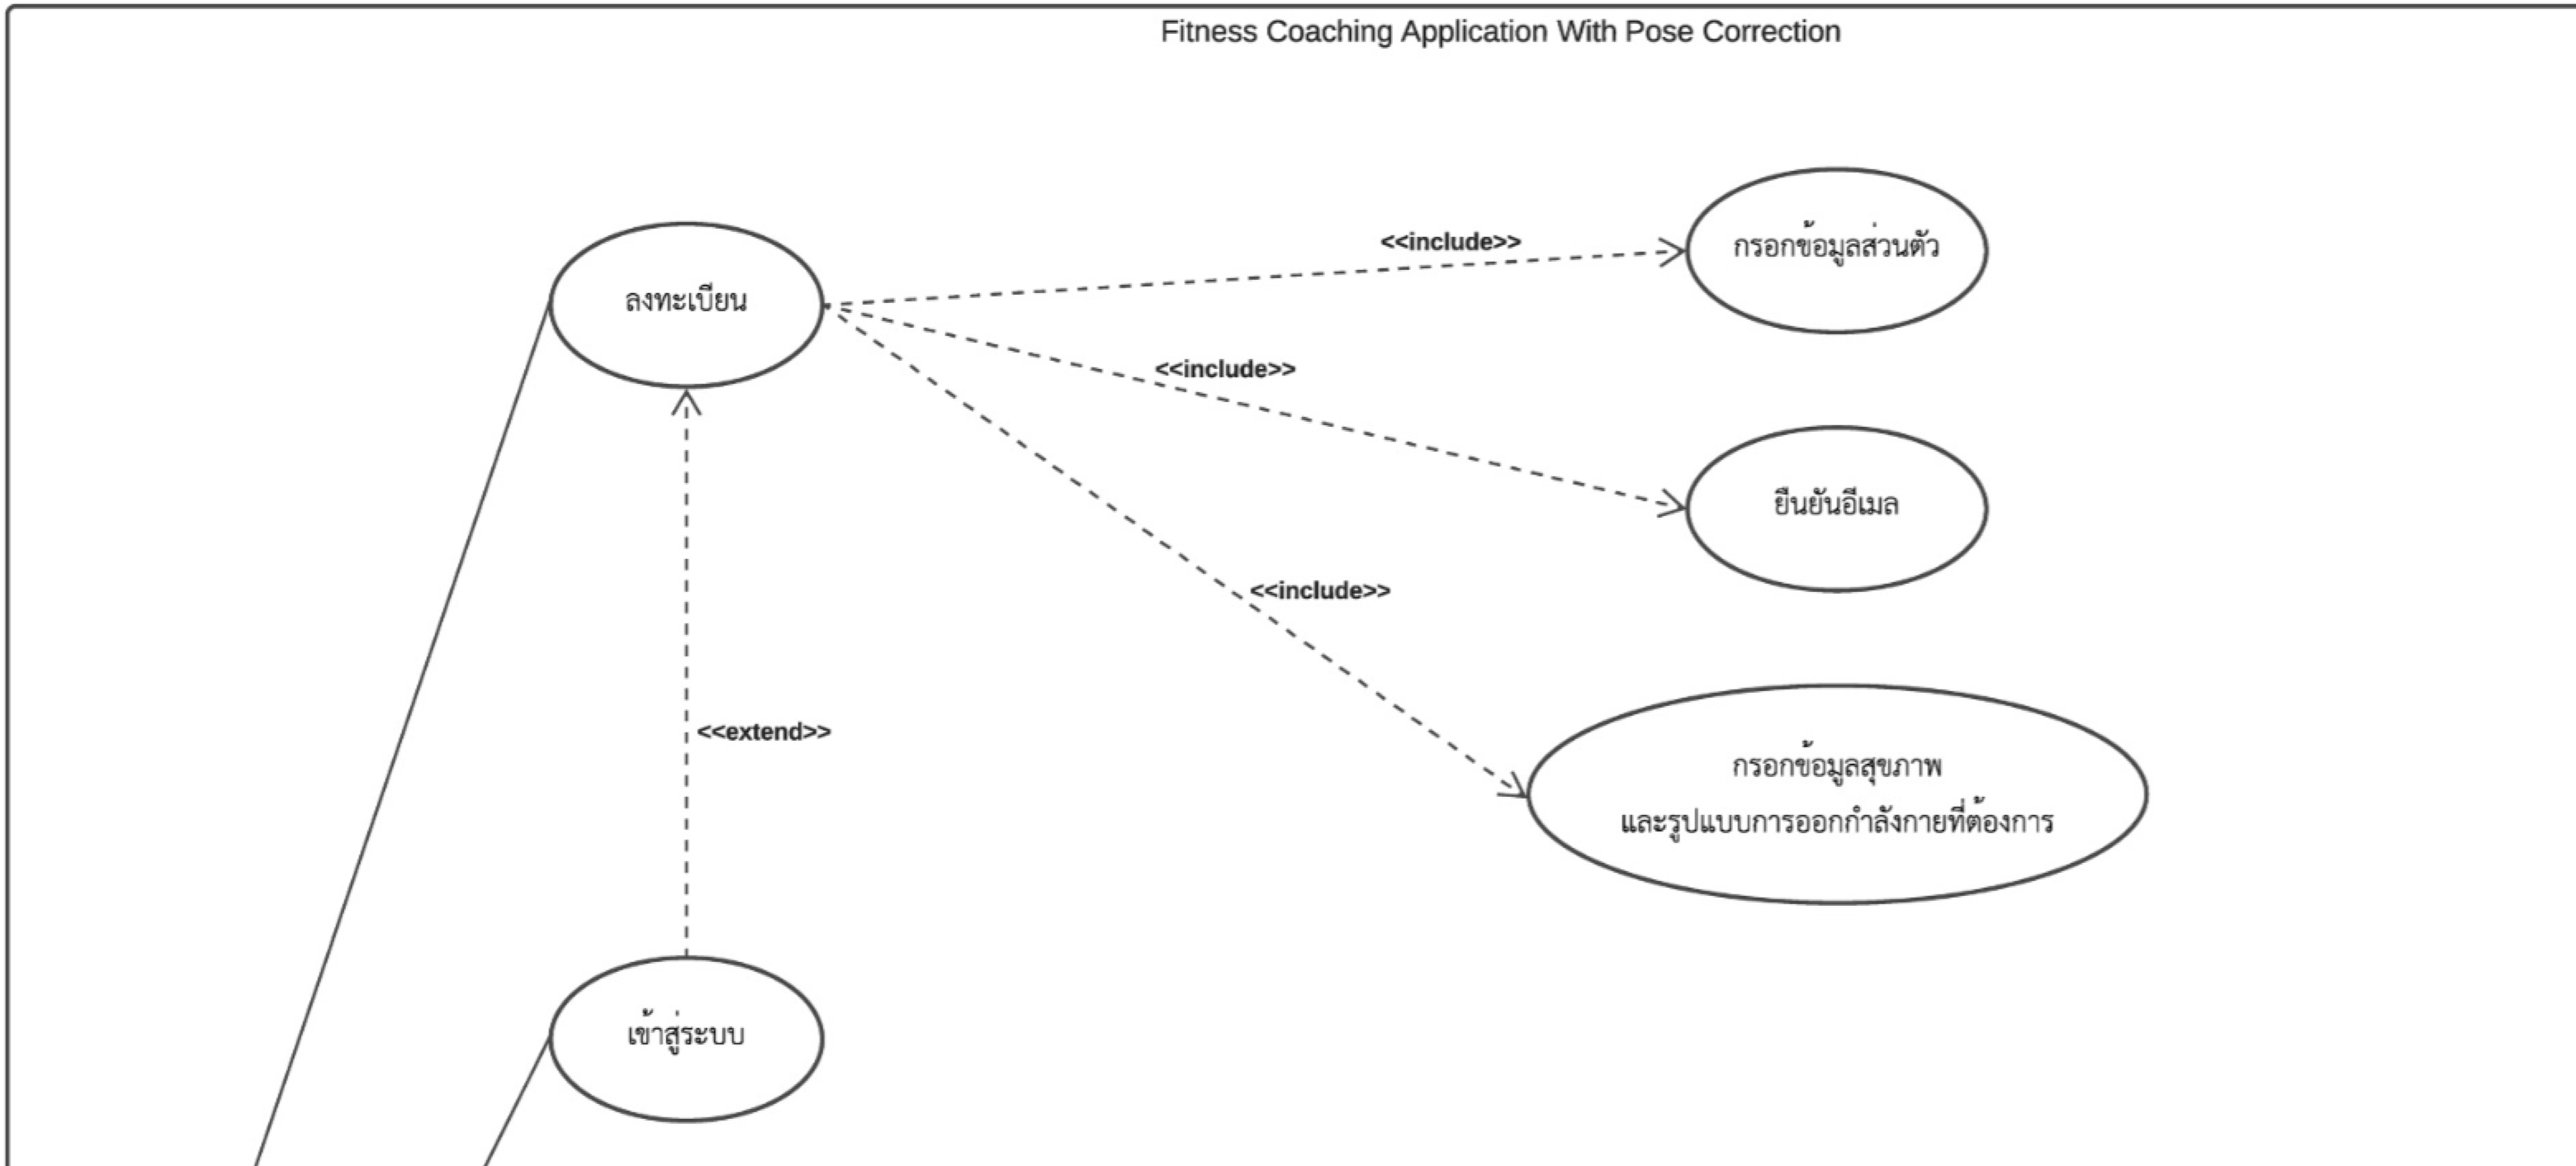 Fitness Coaching Application With Pose Correction
<<include>>
กรอกข้อมูลส่วนตัว
ลงทะเบียน
<<include>>
ยืนยันอีเมล
<<include>>
<<extend>>
กรอกข้อมูลสุขภาพ
และรูปแบบการออกกำลังกายที่ต้องการ
เข้าสู่ระบบ